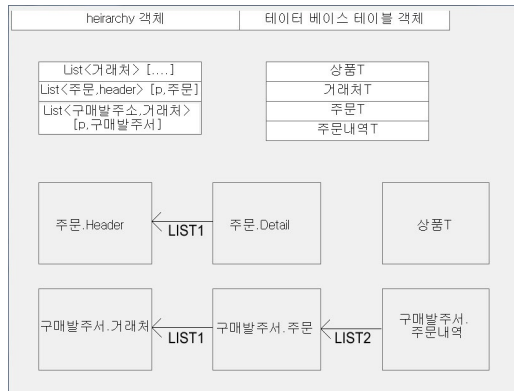 heirarchy 객체
테이터 베이스 테이블 객체
List<거래처> [....]
List<주문,header> [p,주문]
List<구매발주소,거래처>
[p,구매발주서]
상품T
거래처T
주문T
주문내역T
주문.Header
LIST1
주문.Detail
상품T
구매발주서.거래처
LIST1
구매발주서.주문
LIST2
구매발주서.
주문내역